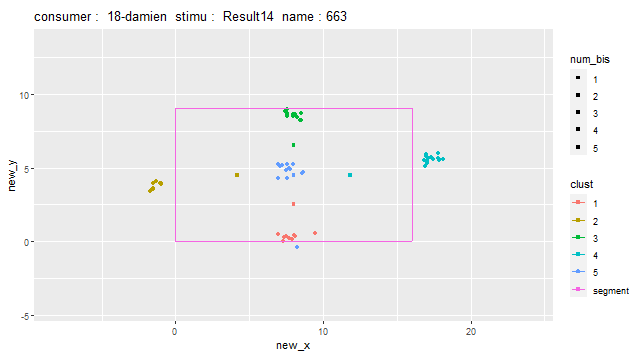 consumer : 18-damien stimu : Result14 name : 663
10
5
0
-5
new_y
0
10
20
new_x
num_bis
1
2
3
4
5
clust
1
2
3
4
5
segment